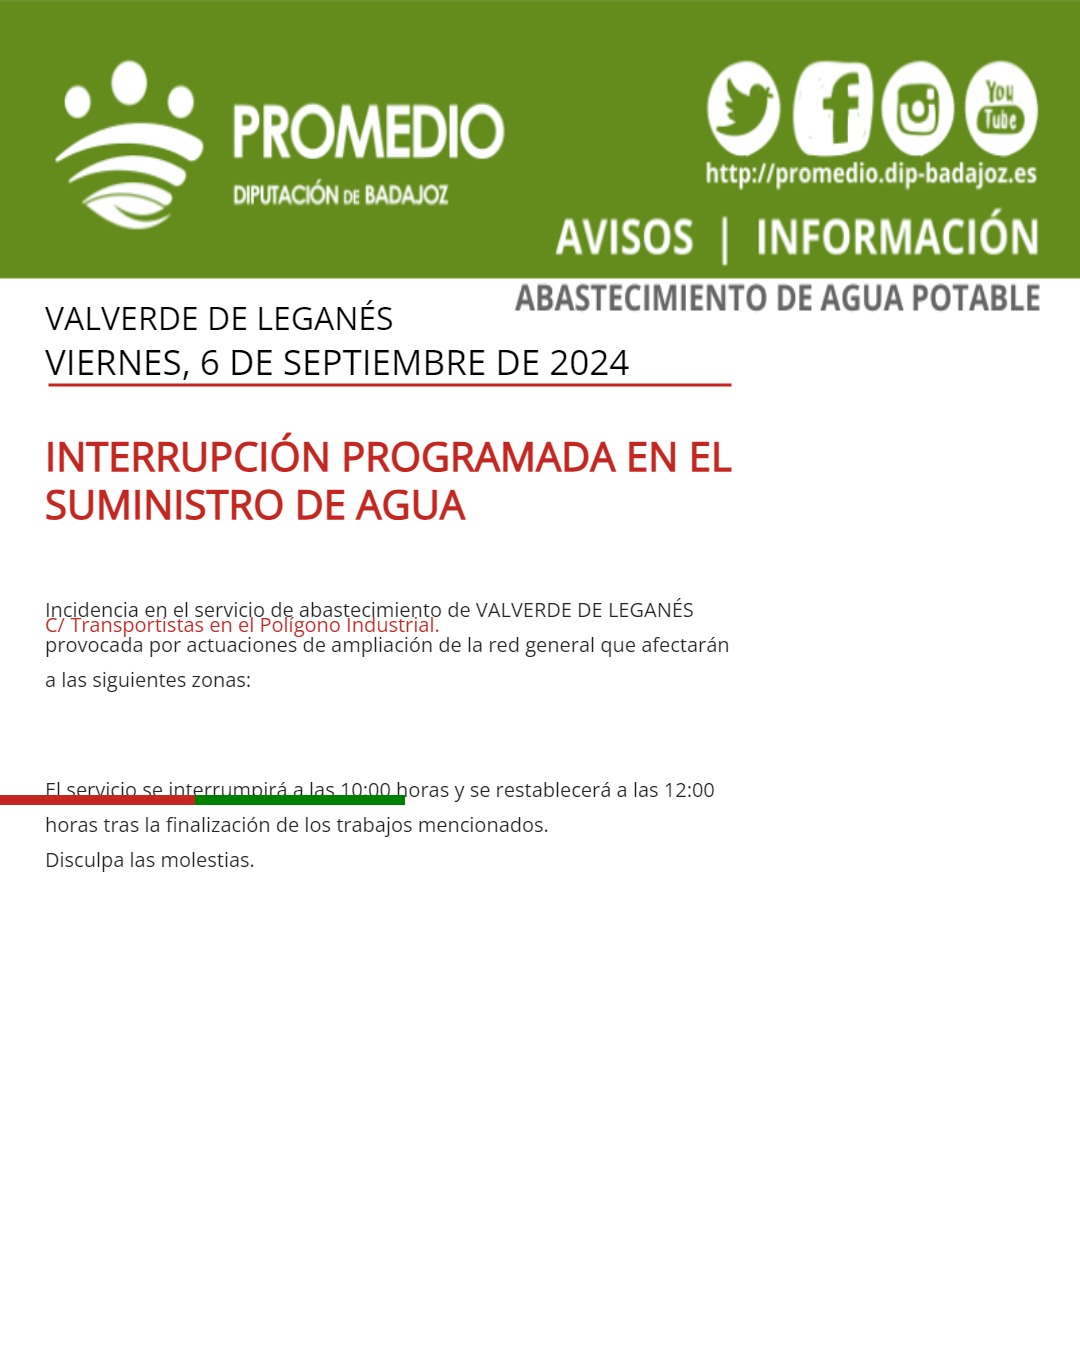 PROMEDIO
DIPUTACIÓN DE BADAJOZ
You
Tube
http://promedio.dip-badajoz.es
AVISOS | INFORMACIÓN
ABASTECIMIENTO DE AGUA POTABLE
VALVERDE DE LEGANÉS
VIERNES, 6 DE SEPTIEMBRE DE 2024
INTERRUPCIÓN PROGRAMADA EN EL
SUMINISTRO DE AGUA
Incidencia en el servicio de abastecimiento de VALVERDE DE LEGANÉS
C/ Transportistas en el Polígono Industrial.
provocada por actuaciones de ampliación de la red general que afectarán
a las siguientes zonas:
El servicio se interrumpirá a las 10:00 horas y se restablecerá a las 12:00
horas tras la finalización de los trabajos mencionados.
Disculpa las molestias.